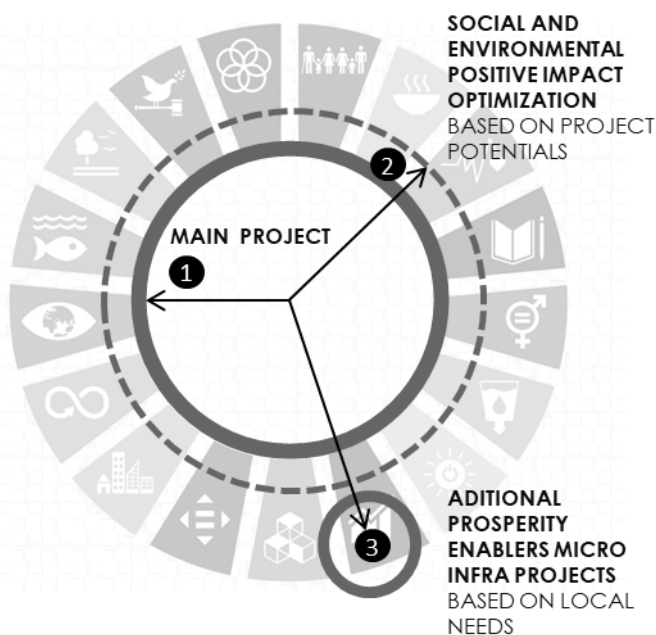 SOCIAL AND
ENVIRONMENTAL
POSITIVE IMPACT
OPTIMIZATION
BASED ON PROJECT
POTENTIALS
2
MAIN PROJECT
1
ADITIONAL
PROSPERITY
ENABLERS MICRO
INFRA PROJECTS
BASED ON LOCAL
NEEDS
3